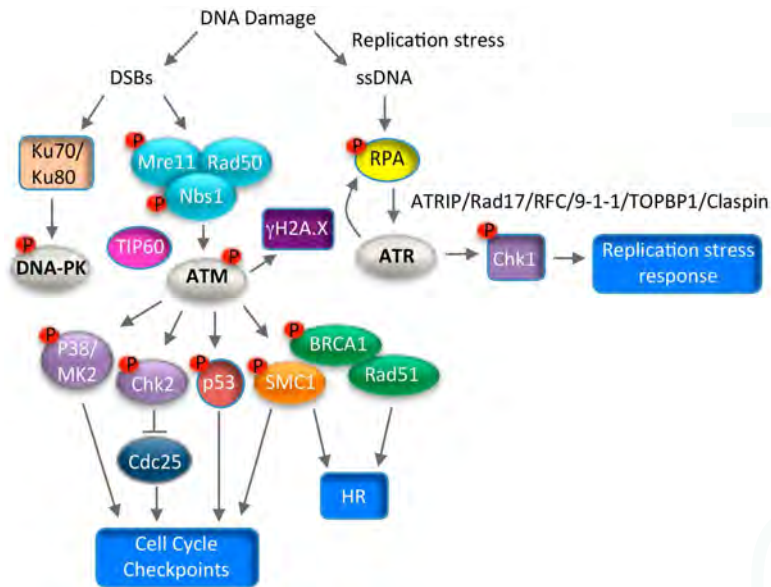 DNA Damage
Replication stress
DSBs
ssDNA
Ku70/
Ku80
P
Mre11
Rad50
P
Nbs1
P
RPA
ATRIP/Rad17/RFC/9-1-1/TOPBP1/Claspin
P
DNA-PK
TIP60
γH2A.X
P
ATM
ATR
P
Chk1
Replication stress
response
P
P38/
MK2
P
Chk2
P
p53
P
SMC1
P
BRCA1
Rad51
Cdc25
HR
Cell Cycle
Checkpoints